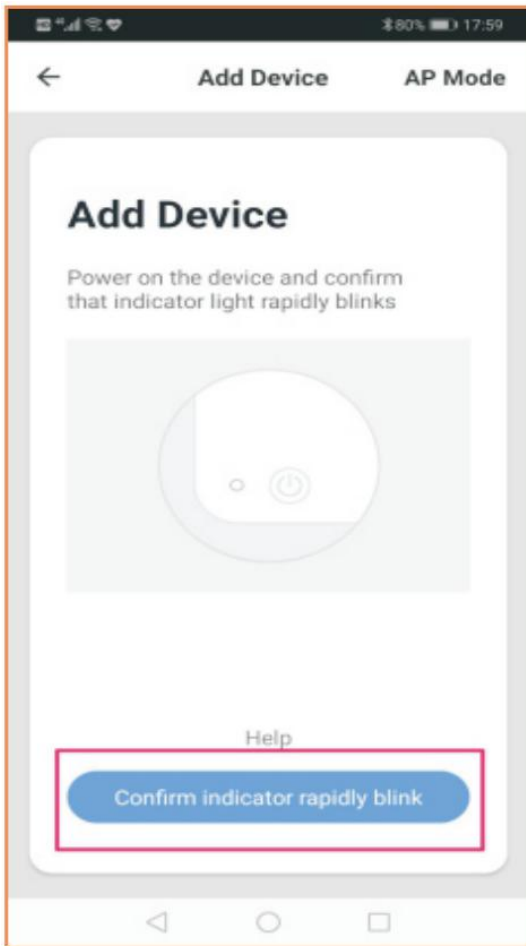 80% 17:59
Add Device AP Mode
Add Device
Power on the device and confirm
that indicator light rapidly blinks
Help
Confirm indicator rapidly blink